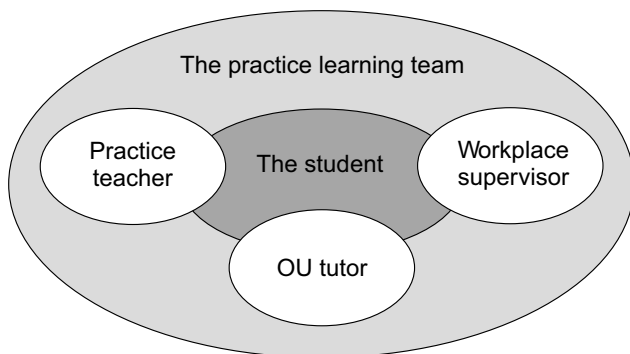 The practice learning team
Practice
teacher
The student
Workplace
supervisor
OU tutor